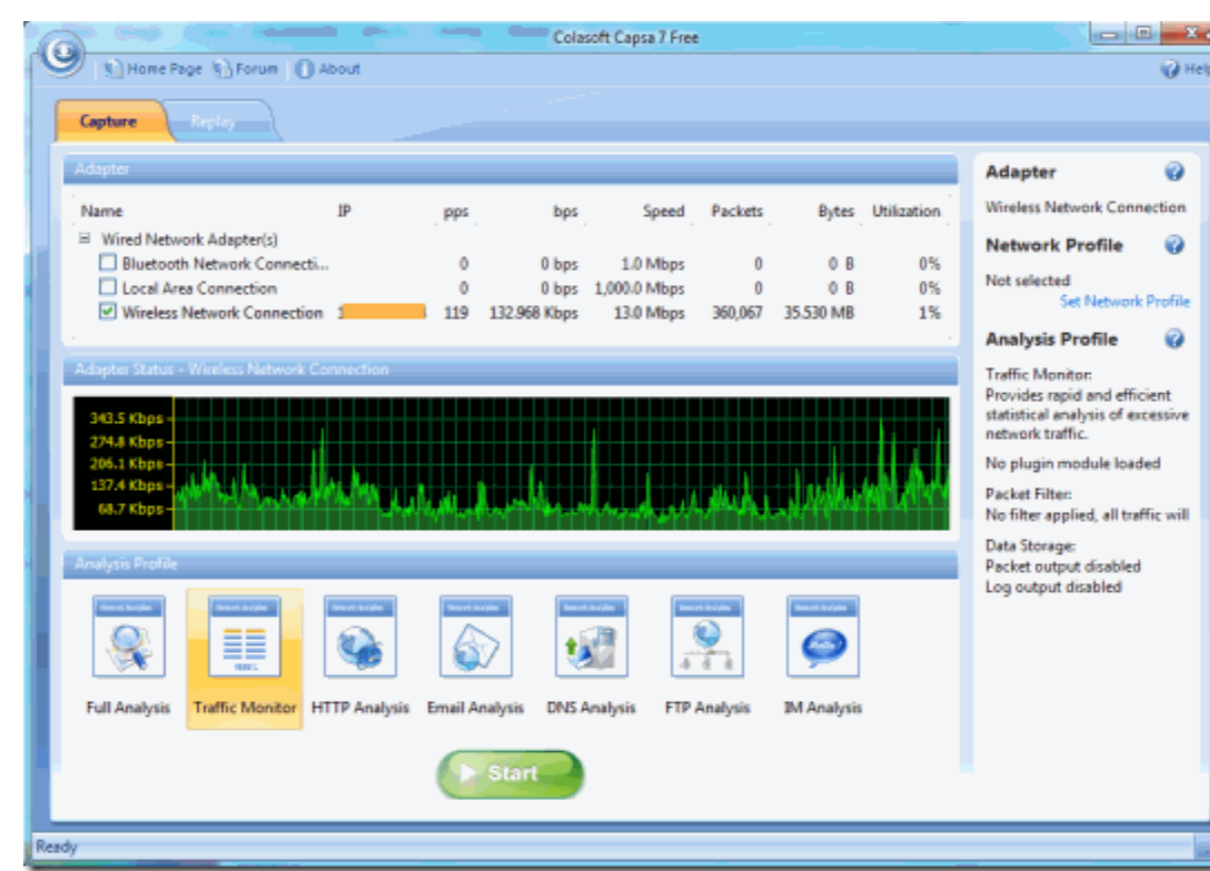 Colasoft Capsa 7 Free
Home Page Forum About Help
Capture Replay
Adapter
Name IP pps bps Speed Packets Bytes Utilization
Wired Network Adapter(s)
Bluetooth Network Connecti... 0 0 bps 1.0 Mbps 0 0 B 0%
Local Area Connection 0 0 bps 1,000.0 Mbps 0 0 B 0%
Wireless Network Connection 1 119 132.968 Kbps 13.0 Mbps 360,067 35.530 MB 1%
Adapter Status - Wireless Network Connection
343.5 Kbps
274.8 Kbps
206.1 Kbps
137.4 Kbps
68.7 Kbps
Analysis Profile
Full Analysis Traffic Monitor HTTP Analysis Email Analysis DNS Analysis FTP Analysis IM Analysis
Start
Adapter
Wireless Network Connection
Network Profile
Not selected
Set Network Profile
Analysis Profile
Traffic Monitor:
Provides rapid and efficient
statistical analysis of excessive
network traffic.
No plugin module loaded
Packet Filter:
No filter applied, all traffic will
Data Storage:
Packet output disabled
Log output disabled
Ready